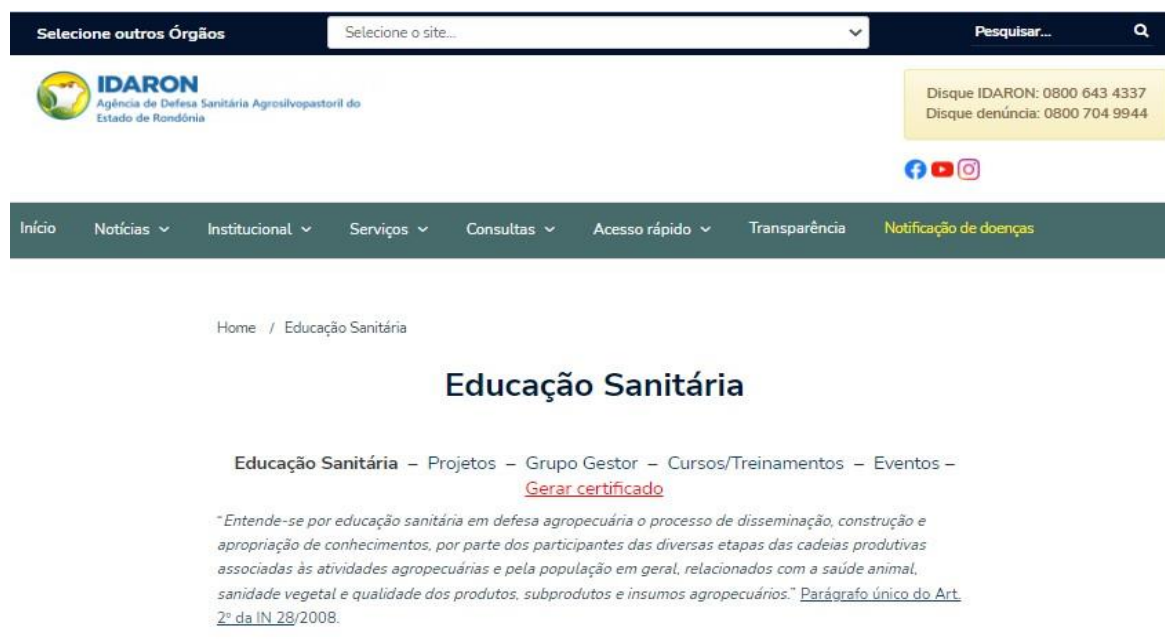 Selecione outros Órgãos
Selecione o site...
Pesquisar...
IDARON
Agência de Defesa Sanitária Agrosilvopastoril do
Estado de Rondônia
Disque IDARON: 0800 643 4337
Disque denúncia: 0800 704 9944
Início Notícias Institucional Serviços Consultas Acesso rápido Transparência Notificação de doenças
Home / Educação Sanitária
Educação Sanitária
Educação Sanitária – Projetos – Grupo Gestor – Cursos/Treinamentos – Eventos –
Gerar certificado
“Entende-se por educação sanitária em defesa agropecuária o processo de disseminação, construção e
apropriação de conhecimentos, por parte dos participantes das diversas etapas das cadeias produtivas
associadas às atividades agropecuárias e pela população em geral, relacionados com a saúde animal,
sanidade vegetal e qualidade dos produtos, subprodutos e insumos agropecuários.” Parágrafo único do Art.
2º da IN 28/2008.